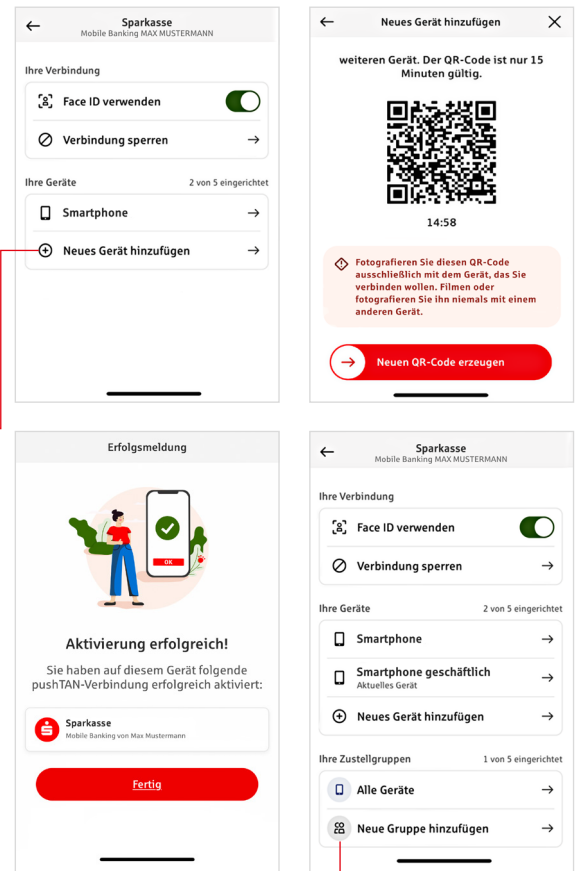 Sparkasse
Mobile Banking MAX MUSTERMANN
Ihre Verbindung
Face ID verwenden
Verbindung sperren
Ihre Geräte 2 von 5 eingerichtet
Smartphone
Neues Gerät hinzufügen
Neues Gerät hinzufügen
weiteren Gerät. Der QR-Code ist nur 15
Minuten gültig.
14:58
Fotografieren Sie diesen QR-Code
ausschließlich mit dem Gerät, das Sie
verbinden wollen. Filmen oder
fotografieren Sie ihn niemals mit einem
anderen Gerät.
Neuen QR-Code erzeugen
Erfolgsmeldung
OK
Aktivierung erfolgreich!
Sie haben auf diesem Gerät folgende
pushTAN-Verbindung erfolgreich aktiviert:
Sparkasse
Mobile Banking von Max Mustermann
Fertig
Sparkasse
Mobile Banking MAX MUSTERMANN
Ihre Verbindung
Face ID verwenden
Verbindung sperren
Ihre Geräte 2 von 5 eingerichtet
Smartphone
Smartphone geschäftlich
Aktuelles Gerät
Neues Gerät hinzufügen
Ihre Zustellgruppen 1 von 5 eingerichtet
Alle Geräte
Neue Gruppe hinzufügen